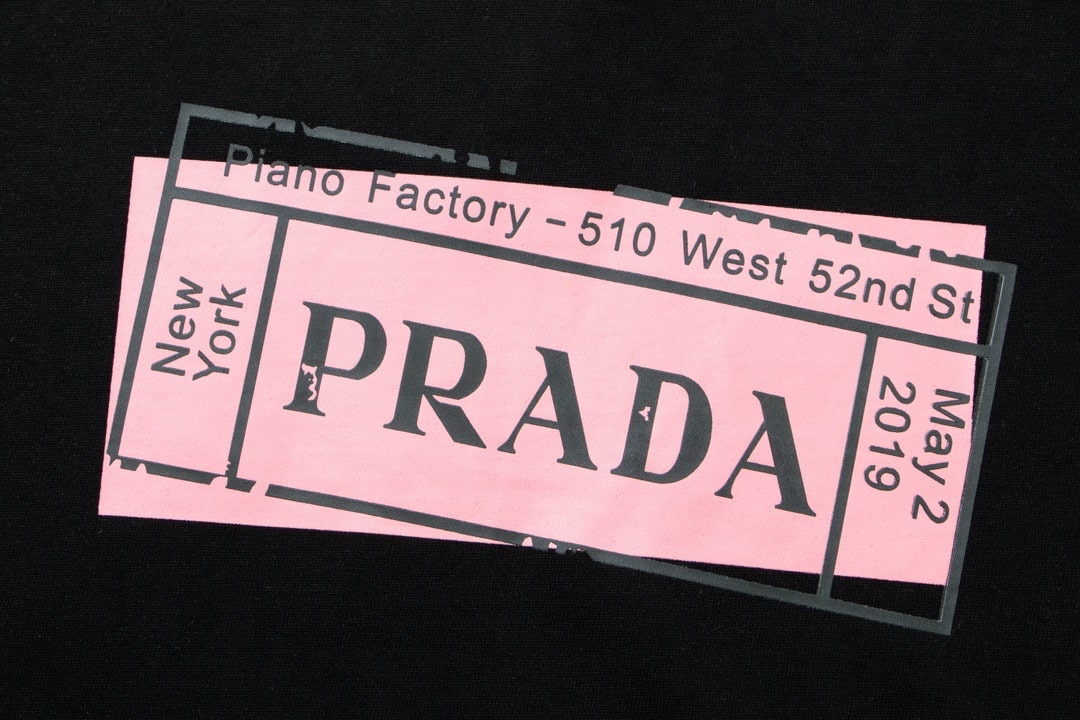 Piano Factory - 510 West 52nd St
New
York
PRADA
May 2
2019